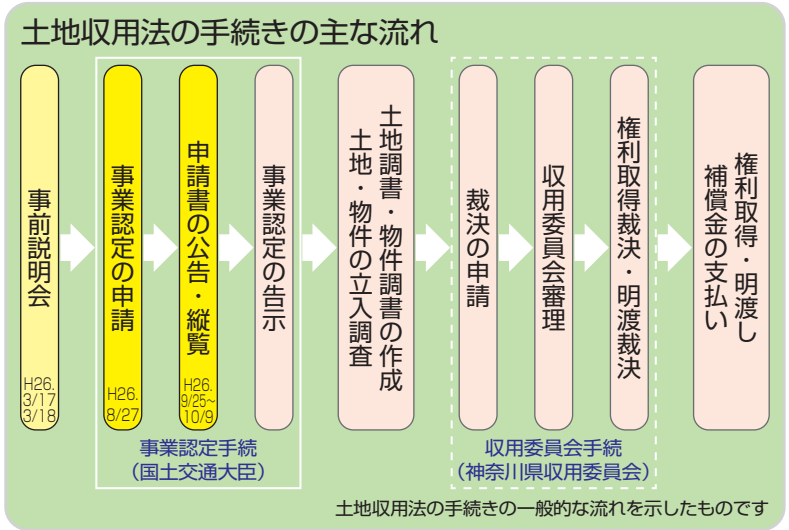 土地収用法の手続きの主な流れ
事前説明会
H26.
3/17
3/18
事業認定の申請
H26.
8/27
申請書の公告・縦覧
H26.
9/25~
10/9
事業認定の告示
事業認定手続
（国土交通大臣）
土地調書・物件調書の作成
土地・物件の立入調査
裁決の申請
収用委員会審理
権利取得裁決・明渡裁決
収用委員会手続
（神奈川県収用委員会）
権利取得・明渡し
補償金の支払い
土地収用法の手続きの一般的な流れを示したものです